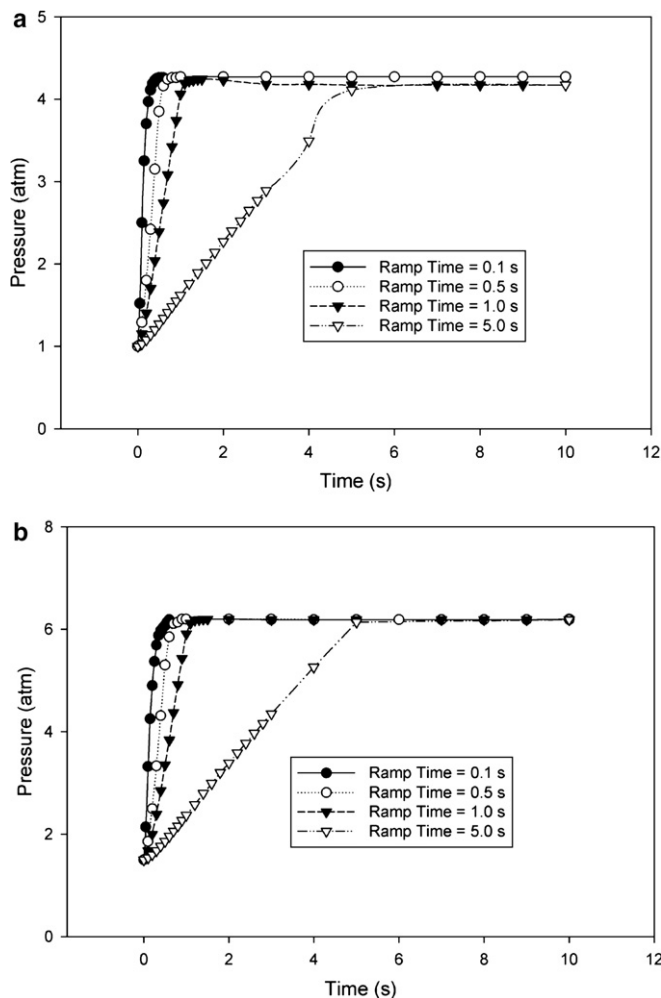 a
5
4
3
2
1
0
Pressure (atm)
Ramp Time = 0.1 s
Ramp Time = 0.5 s
Ramp Time = 1.0 s
Ramp Time = 5.0 s
0 2 4 6 8 10 12
Time (s)
b
8
6
4
2
0
Pressure (atm)
Ramp Time = 0.1 s
Ramp Time = 0.5 s
Ramp Time = 1.0 s
Ramp Time = 5.0 s
0 2 4 6 8 10 12
Time (s)